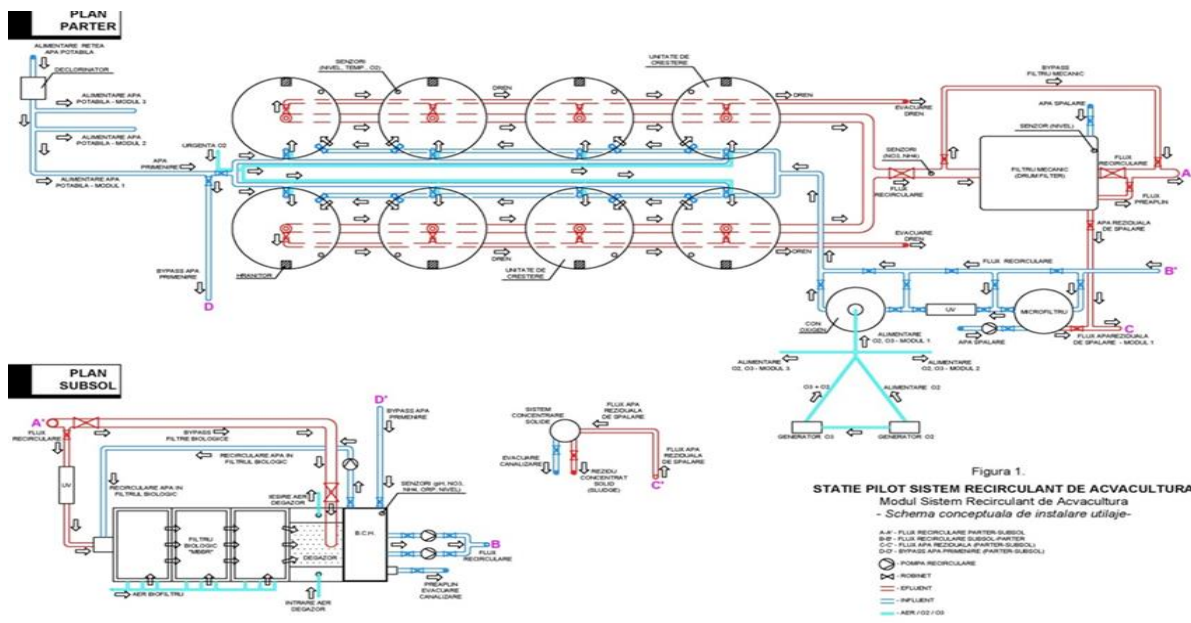 PLAN
PARTER
ALIMENTARE RETEA
APA POTABILA
DECLORINATOR
ALIMENTARE APA
POTABILA - MODUL 3
ALIMENTARE APA
POTABILA - MODUL 2
URGENTA O2
APA
PRIMENIRE
ALIMENTARE APA
POTABILA - MODUL 1
BYPASS APA
PRIMENIRE
D
SENZORI
(NIVEL, TEMP., O2)
UNITATE DE
CRESTERE
DREN
DREN
EVACUARE
DREN
HRANITOR
DREN
UNITATE DE
CRESTERE
EVACUARE
DREN
BYPASS
FILTRU MECANIC
APA SPALARE
SENZOR (NIVEL)
SENZORI
(NO3, NH4)
FLUX
RECIRCULARE
FILTRU MECANIC
(DRUM FILTER)
FLUX
RECIRCULARE
A
FLUX
PREAPLIN
APA REZIDUALA
DE SPALARE
FLUX RECIRCULARE
B'
UV
MICROFILTRU
CON
OXIGEN
APA SPALARE
C
FLUX APAREZIDUALA
DE SPALARE - MODUL 1
ALIMENTARE
O2, O3 - MODUL 1
ALIMENTARE
O2, O3 - MODUL 3
ALIMENTARE
O2, O3 - MODUL 2
O3 + O2
ALIMENTARE O2
GENERATOR O3
GENERATOR O2
PLAN
SUBSOL
A'
FLUX
RECIRCULARE
BYPASS
FILTRE BIOLOGICE
RECIRCULARE APA IN
FILTRUL BIOLOGIC
UV
RECIRCULARE APA IN
FILTRUL BIOLOGIC
D'
BYPASS APA
PRIMENIRE
IESIRE AER
DEGAZOR
SENZORI (pH, NO3,
NH4, ORP, NIVEL)
FILTRU
BIOLOGIC
"MBBR"
DEGAZOR
B.C.H.
B
FLUX
RECIRCULARE
PREAPLIN
EVACUARE
CANALIZARE
AER BIOFILTRU
INTRARE AER
DEGAZOR
SISTEM
CONCENTRARE
SOLIDE
FLUX APA
REZIDUALA
DE SPALARE
EVACUARE
CANALIZARE
REZIDU
CONCENTRAT
SOLID
(SLUDGE)
FLUX APA
REZIDUALA
DE SPALARE
C'
Figura 1.
STATIE PILOT SISTEM RECIRCULANT DE ACVACULTURA
Modul Sistem Recirculant de Acvacultura
- Schema conceptuala de instalare utilaje-
A-A' - FLUX RECIRCULARE PARTER-SUBSOL
B-B' - FLUX RECIRCULARE SUBSOL-PARTER
C-C' - FLUX APA REZIDUALA (PARTER-SUBSOL)
D-D' - BYPASS APA PRIMENIRE (PARTER-SUBSOL)
- POMPA RECIRCULARE
- ROBINET
- EFLUENT
- INFLUENT
- AER / O2 / O3